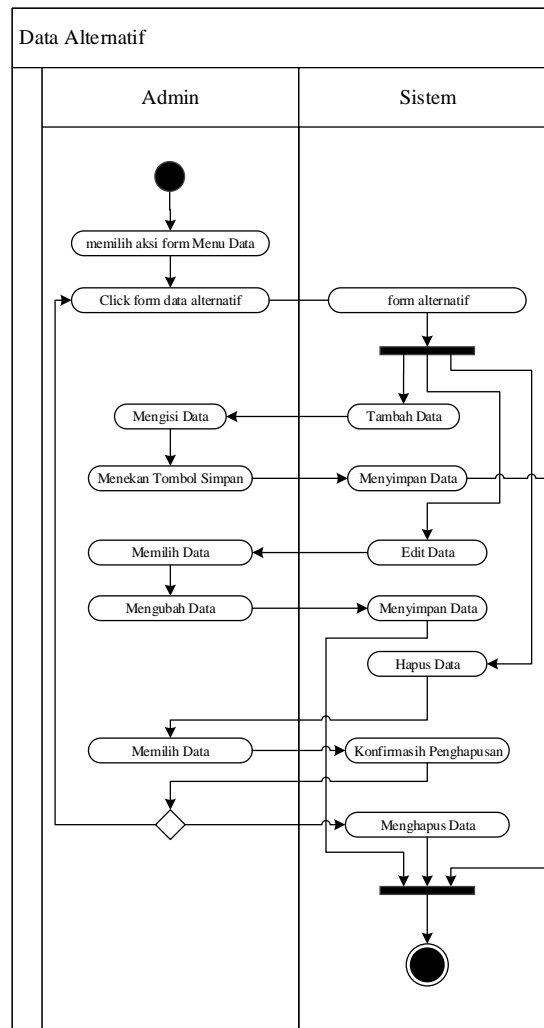 Data Alternatif
Admin
Sistem
memilih aksi form Menu Data
Click form data alternatif
form alternatif
Mengisi Data
Tambah Data
Menekan Tombol Simpan
Menyimpan Data
Memilih Data
Edit Data
Mengubah Data
Menyimpan Data
Hapus Data
Memilih Data
Konfirmasih Penghapusan
Menghapus Data